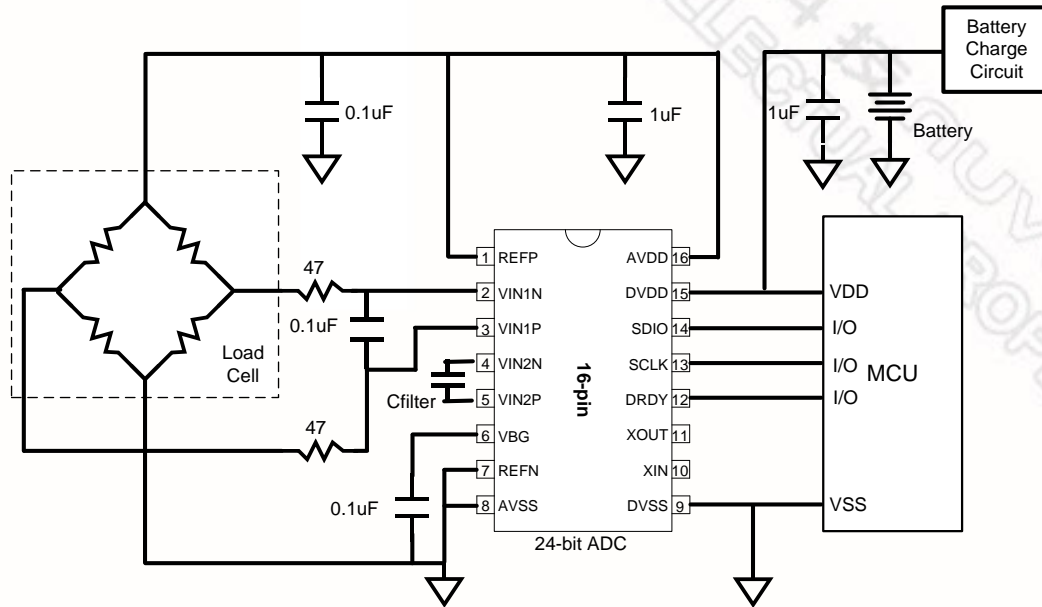 Battery
Charge
Circuit
0.1uF
1uF
1uF
Battery
Load
Cell
47
0.1uF
47
Cfilter
0.1uF
1 REFP
2 VIN1N
3 VIN1P
4 VIN2N
5 VIN2P
6 VBG
7 REFN
8 AVSS
16-pin
AVDD 16
DVDD 15
SDIO 14
SCLK 13
DRDY 12
XOUT 11
XIN 10
DVSS 9
24-bit ADC
VDD
I/O
I/O
I/O
MCU
VSS